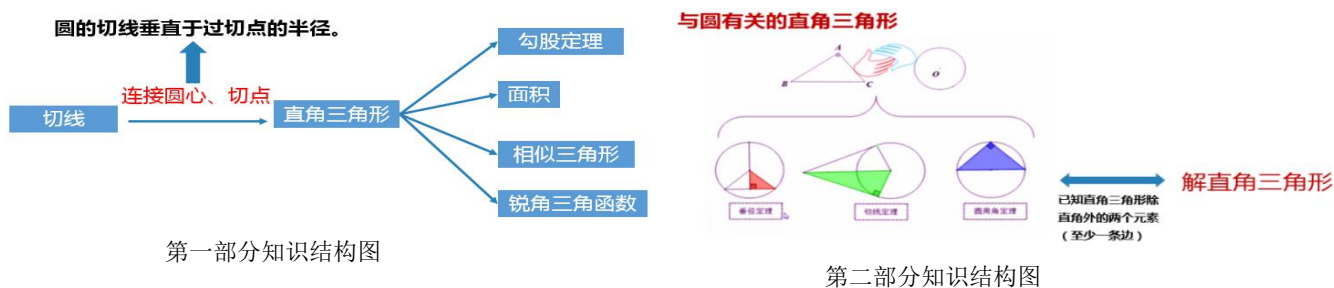 圆的切线垂直于过切点的半径。
连接圆心、切点
切线
直角三角形
勾股定理
面积
相似三角形
锐角三角函数
第一部分知识结构图
与圆有关的直角三角形
A
B
C
O
垂径定理
切线定理
圆周角定理
已知直角三角形除
直角外的两个元素
（至少一条边）
解直角三角形
第二部分知识结构图